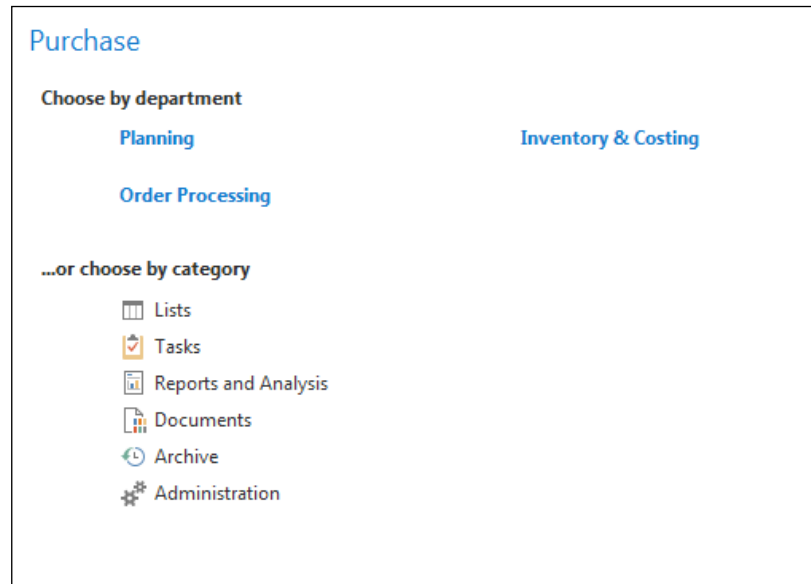 Purchase
Choose by department
Planning
Inventory & Costing
Order Processing
...or choose by category
Lists
Tasks
Reports and Analysis
Documents
Archive
Administration